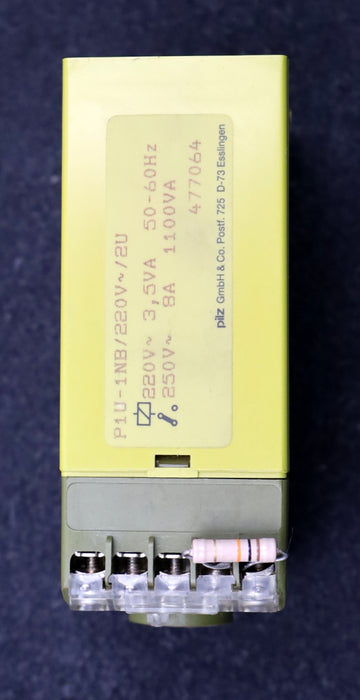 P1U-1NB/220V~/2U
220V~ 3,5VA 50-60Hz
250V~ 8A 1100VA
477064
pilz GmbH & Co. Postf. 725 D-73 Esslingen